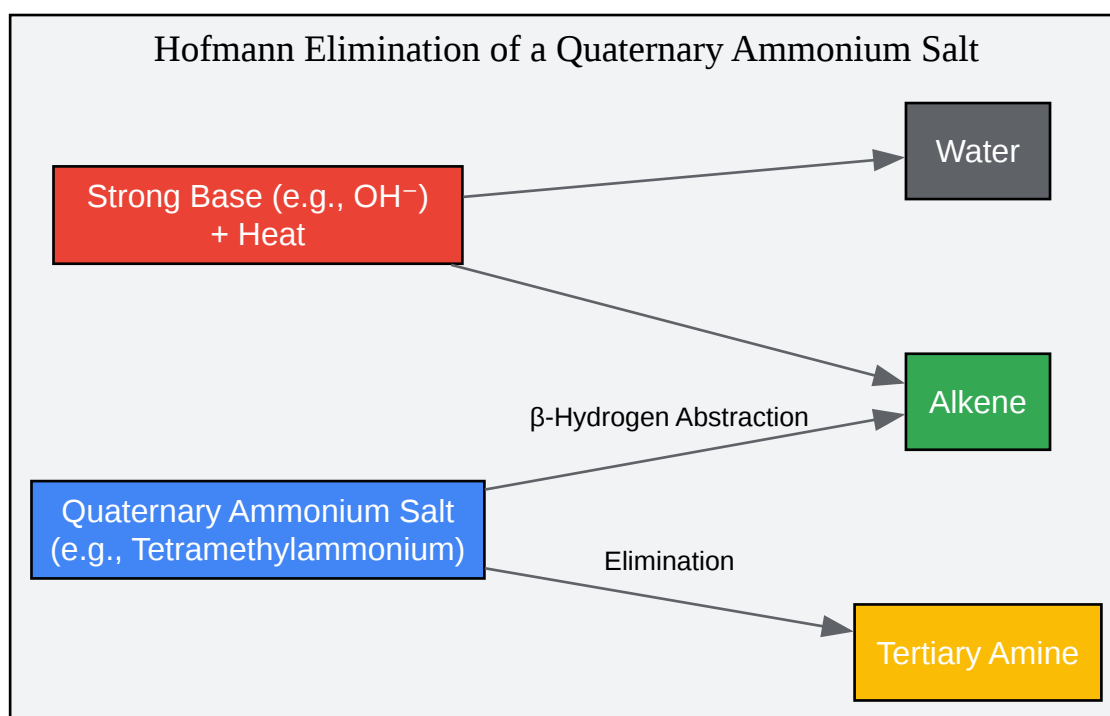 Hofmann Elimination of a Quaternary Ammonium Salt
Water
Strong Base (e.g., OH⁻)
+ Heat
Alkene
β-Hydrogen Abstraction
Quaternary Ammonium Salt
(e.g., Tetramethylammonium)
Elimination
Tertiary Amine